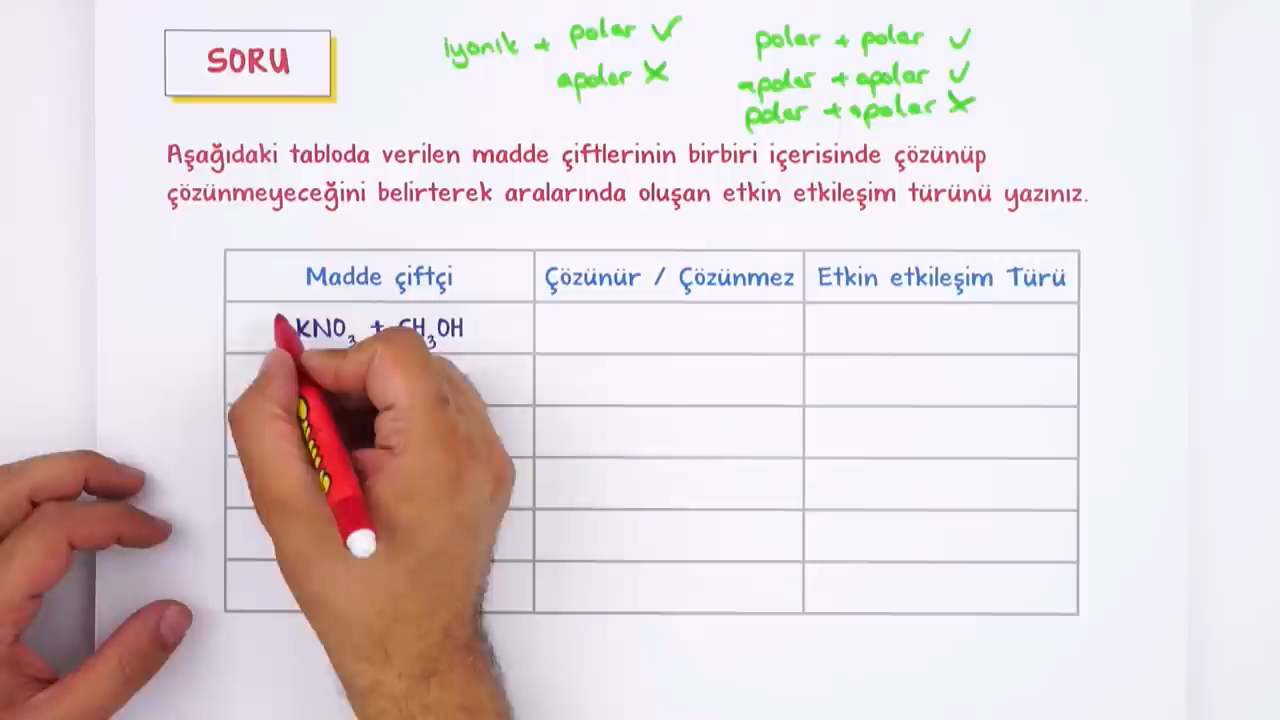 SORU
iyonik + polar ✓
apolar ✗
polar + polar ✓
apolar + apolar ✓
polar + apolar ✗
Aşağıdaki tabloda verilen madde çiftlerinin birbiri içerisinde çözünüp
çözünmeyeceğini belirterek aralarında oluşan etkin etkileşim türünü yazınız.
Madde çiftçi
Çözünür / Çözünmez
Etkin etkileşim Türü
KNO₃ + CH₃OH